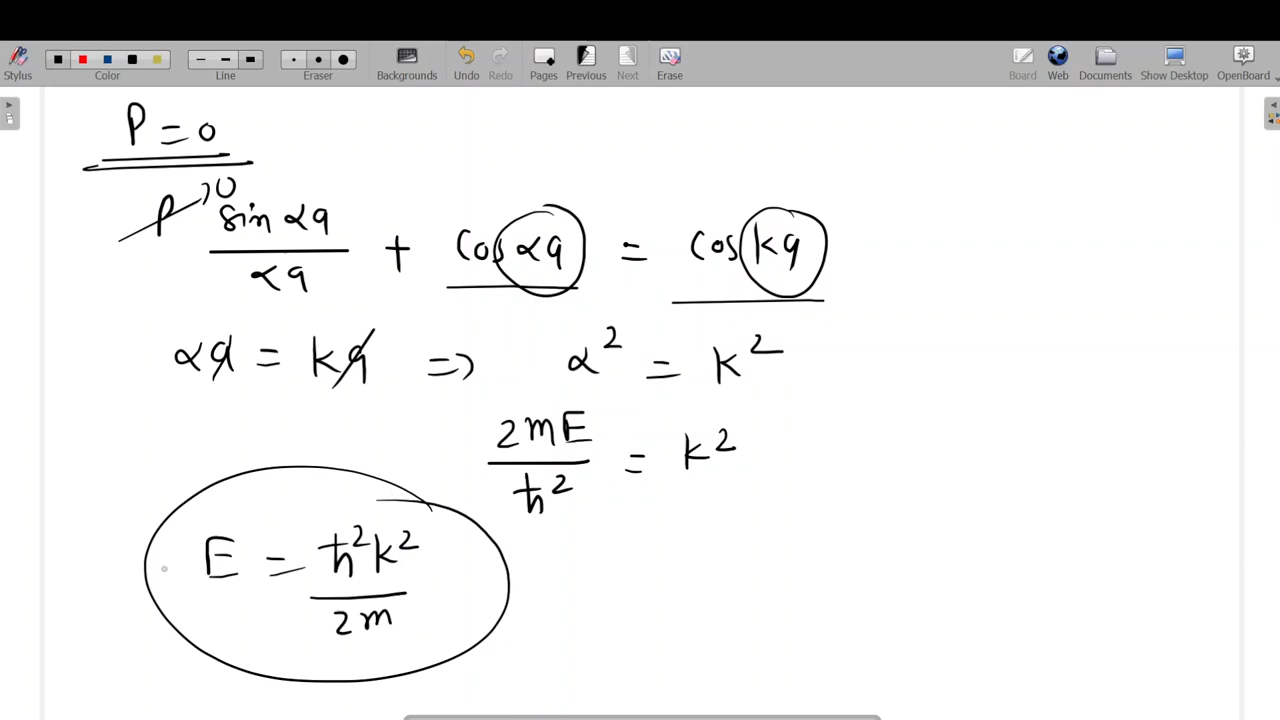 Stylus Color Line Eraser Backgrounds Undo Redo Pages Previous Next Erase Board Web Documents Show Desktop OpenBoard
P = 0
P sin αa / αa + cos αa = cos ka
0
αa = ka => α² = k²
2mE / ħ² = k²
E = ħ²k² / 2m